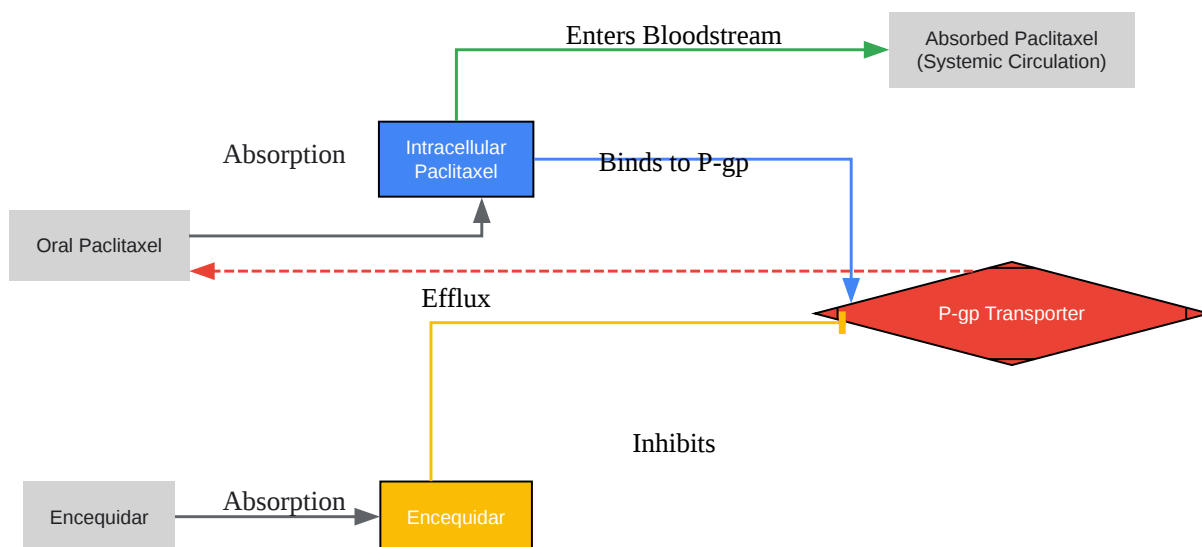 Enters Bloodstream
Absorbed Paclitaxel
(Systemic Circulation)
Absorption
Intracellular
Paclitaxel
Binds to P-gp
Oral Paclitaxel
Efflux
P-gp Transporter
Inhibits
Encequidar
Absorption
Encequidar